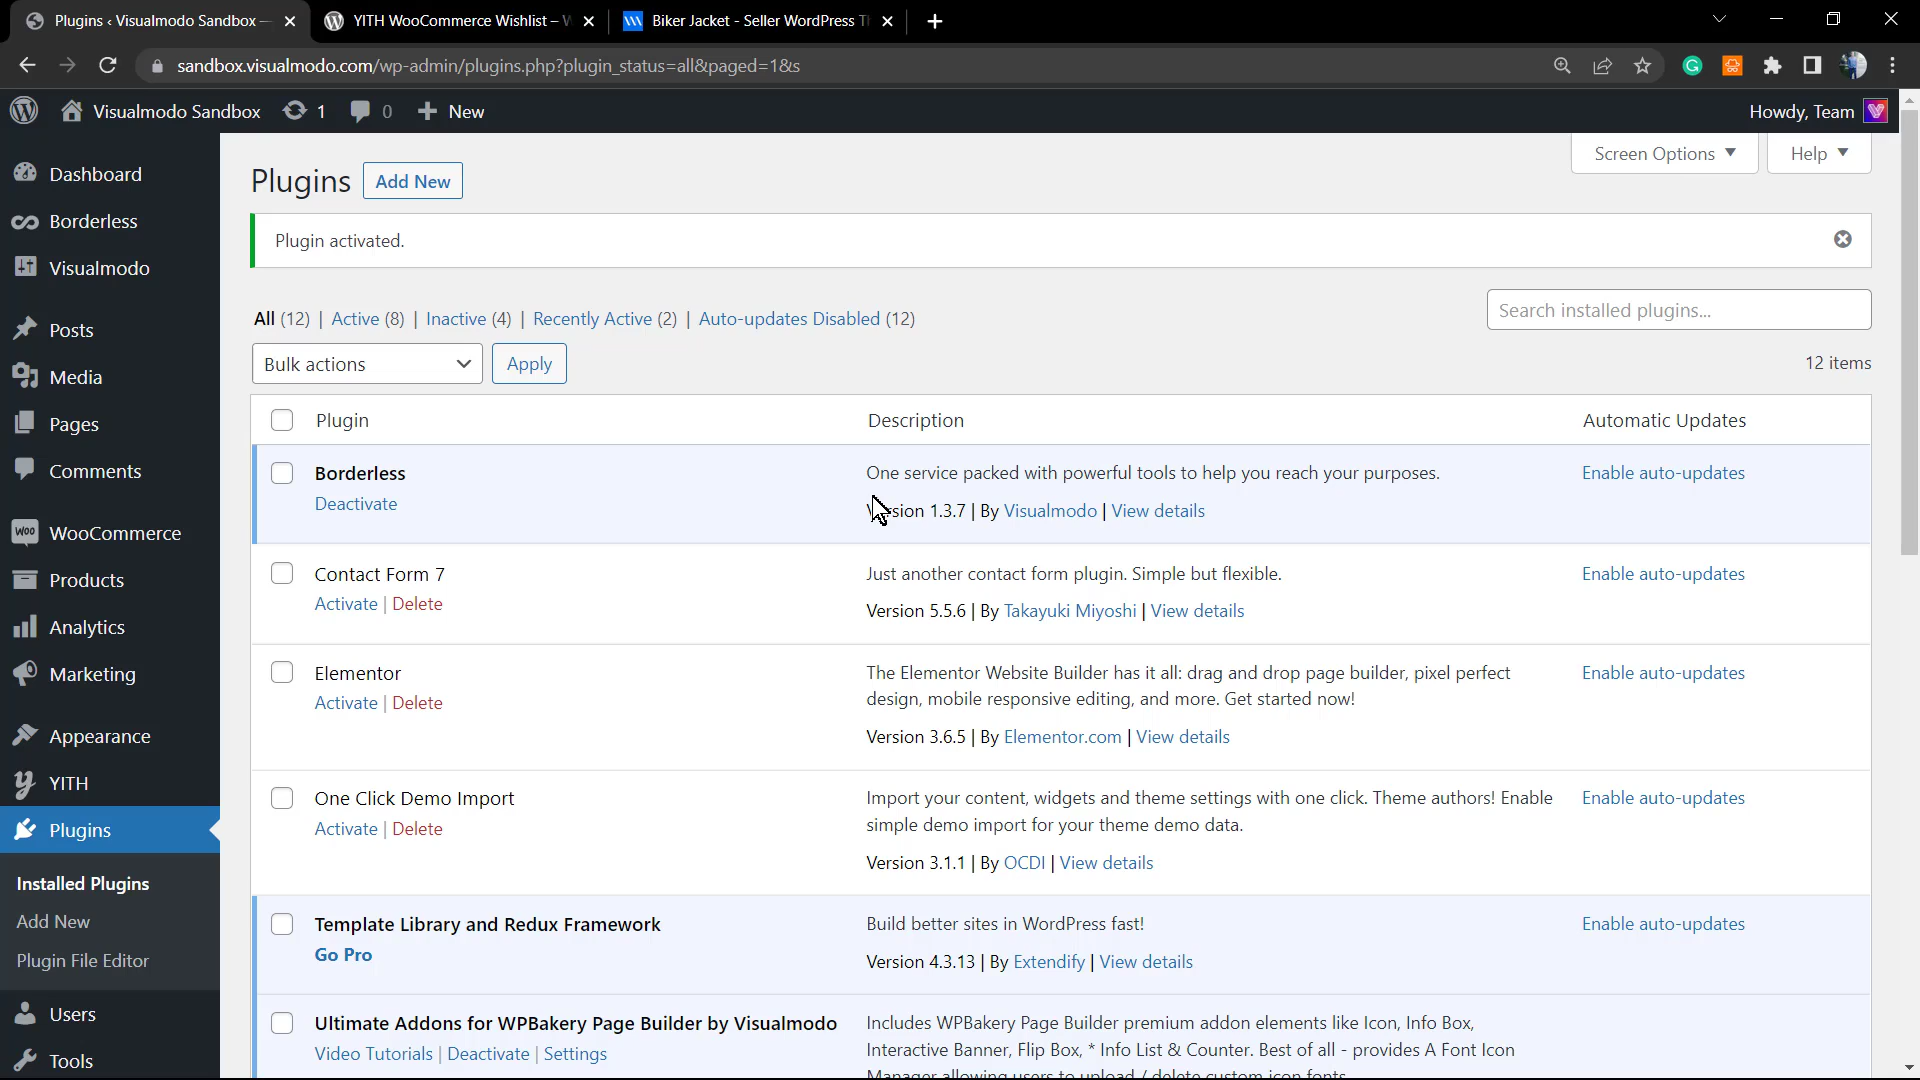 Plugins ‹ Visualmodo Sandbox —
YITH WooCommerce Wishlist – W
Biker Jacket - Seller WordPress Th
sandbox.visualmodo.com/wp-admin/plugins.php?plugin_status=all&paged=1&s
Visualmodo Sandbox 1 0 New
Howdy, Team
Dashboard
Borderless
Visualmodo
Posts
Media
Pages
Comments
WooCommerce
Products
Analytics
Marketing
Appearance
YITH
Plugins
Installed Plugins
Add New
Plugin File Editor
Users
Tools
Screen Options
Help
Plugins Add New
Plugin activated.
All (12) | Active (8) | Inactive (4) | Recently Active (2) | Auto-updates Disabled (12)
Search installed plugins...
Bulk actions
Apply
12 items
Plugin
Description
Automatic Updates
Borderless
Deactivate
One service packed with powerful tools to help you reach your purposes.
Version 1.3.7 | By Visualmodo | View details
Enable auto-updates
Contact Form 7
Activate | Delete
Just another contact form plugin. Simple but flexible.
Version 5.5.6 | By Takayuki Miyoshi | View details
Enable auto-updates
Elementor
Activate | Delete
The Elementor Website Builder has it all: drag and drop page builder, pixel perfect
design, mobile responsive editing, and more. Get started now!
Version 3.6.5 | By Elementor.com | View details
Enable auto-updates
One Click Demo Import
Activate | Delete
Import your content, widgets and theme settings with one click. Theme authors! Enable
simple demo import for your theme demo data.
Version 3.1.1 | By OCDI | View details
Enable auto-updates
Template Library and Redux Framework
Go Pro
Build better sites in WordPress fast!
Version 4.3.13 | By Extendify | View details
Enable auto-updates
Ultimate Addons for WPBakery Page Builder by Visualmodo
Video Tutorials | Deactivate | Settings
Includes WPBakery Page Builder premium addon elements like Icon, Info Box,
Interactive Banner, Flip Box, * Info List & Counter. Best of all - provides A Font Icon
Manager allowing users to upload / delete custom icon fonts.